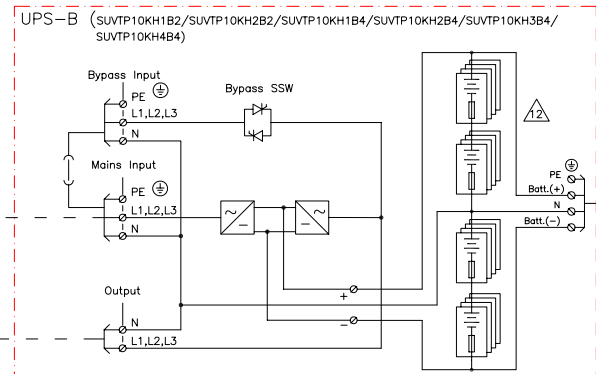 UPS-B (SUVTP10KH1B2/SUVTP10KH2B2/SUVTP10KH1B4/SUVTP10KH2B4/SUVTP10KH3B4/
SUVTP10KH4B4)
Bypass Input
PE
L1,L2,L3
N
Bypass SSW
Mains Input
PE
L1,L2,L3
N
Output
N
L1,L2,L3
+
−
12
PE
Batt.(+)
N
Batt.(−)